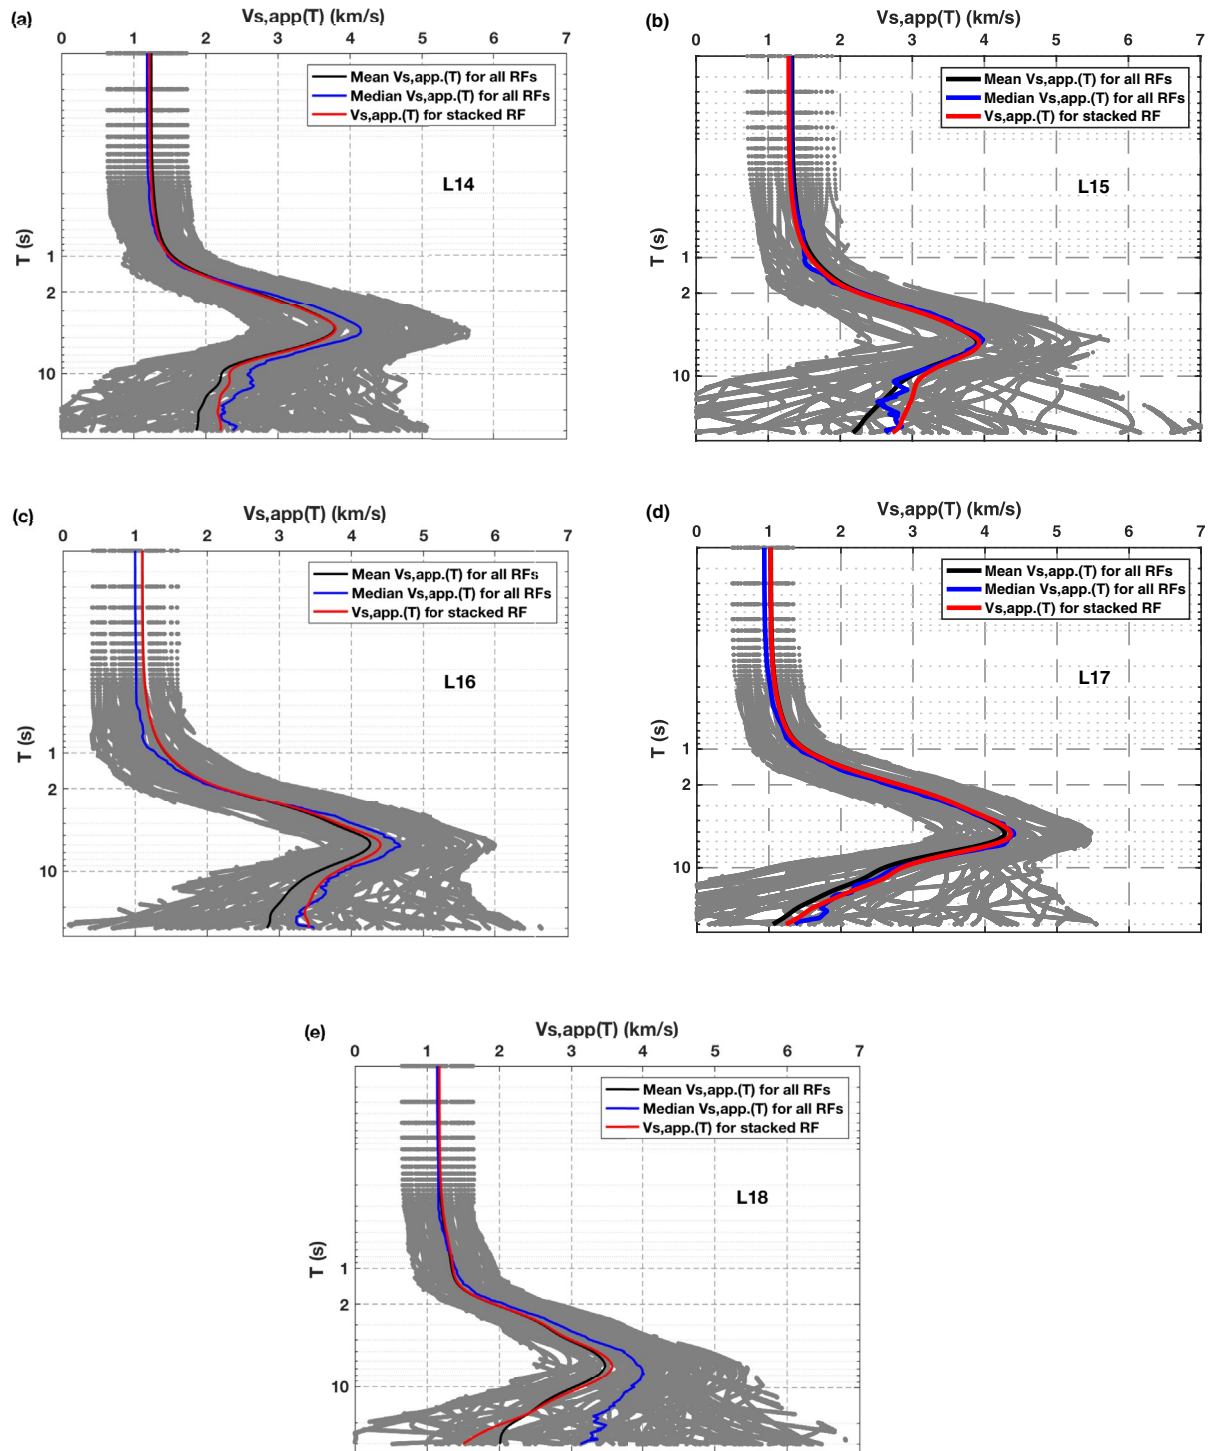 (a)
Vs,app(T) (km/s)
0 1 2 3 4 5 6 7
Mean Vs,app.(T) for all RFs
Median Vs,app.(T) for all RFs
Vs,app.(T) for stacked RF
L14
T (s)
1
2
10
(b)
Vs,app(T) (km/s)
0 1 2 3 4 5 6 7
Mean Vs,app.(T) for all RFs
Median Vs,app.(T) for all RFs
Vs,app.(T) for stacked RF
L15
T (s)
1
2
10
(c)
Vs,app(T) (km/s)
0 1 2 3 4 5 6 7
Mean Vs,app.(T) for all RFs
Median Vs,app.(T) for all RFs
Vs,app.(T) for stacked RF
L16
T (s)
1
2
10
(d)
Vs,app(T) (km/s)
0 1 2 3 4 5 6 7
Mean Vs,app.(T) for all RFs
Median Vs,app.(T) for all RFs
Vs,app.(T) for stacked RF
L17
T (s)
1
2
10
(e)
Vs,app(T) (km/s)
0 1 2 3 4 5 6 7
Mean Vs,app.(T) for all RFs
Median Vs,app.(T) for all RFs
Vs,app.(T) for stacked RF
L18
T (s)
1
2
10